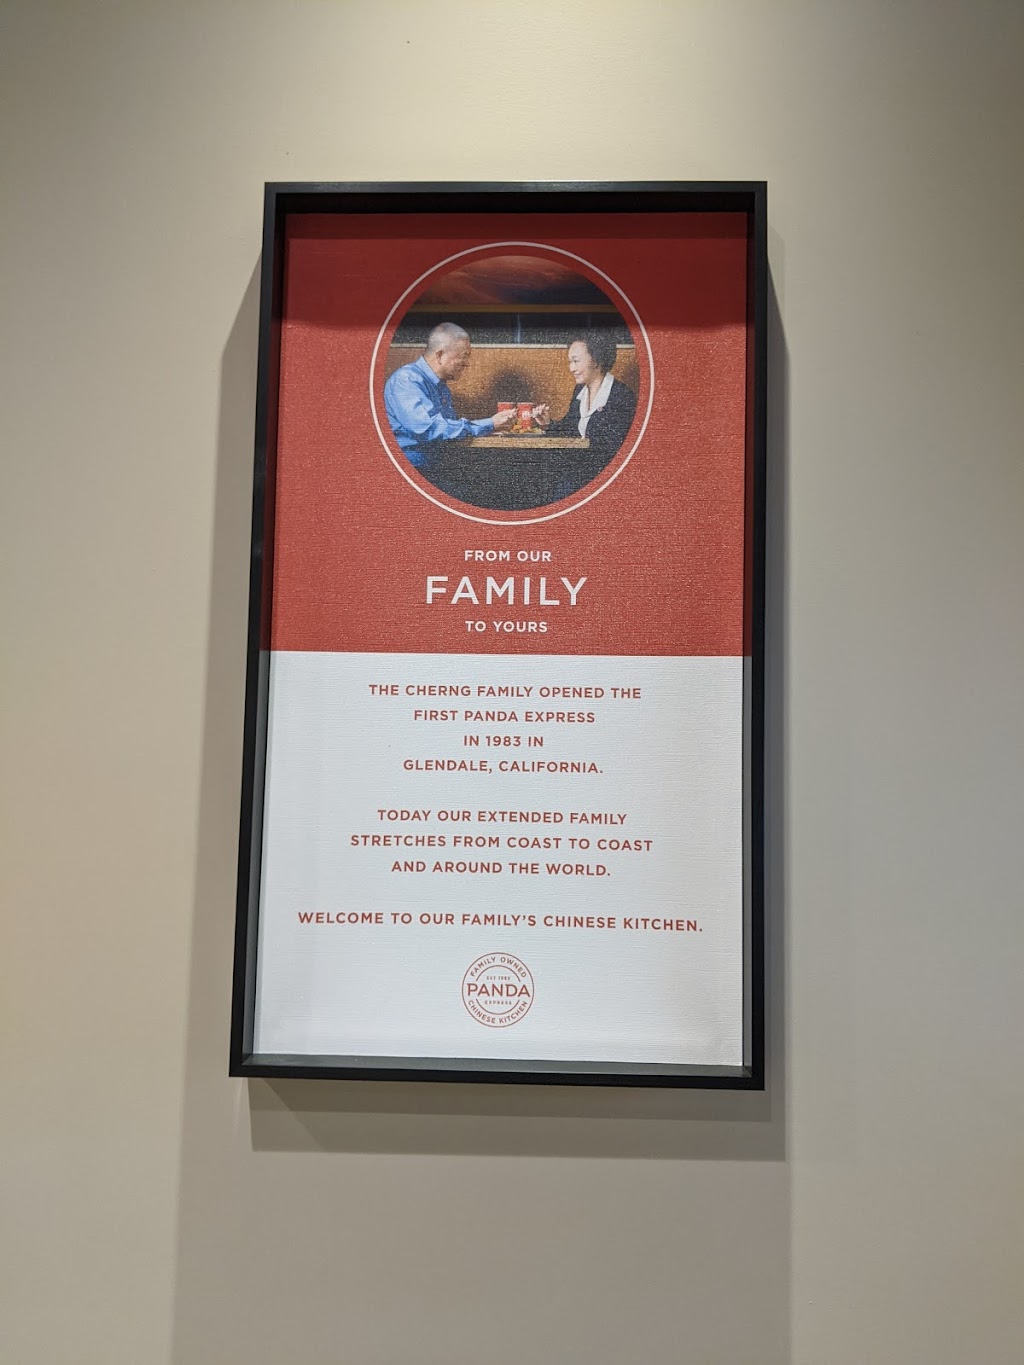 FROM OUR
FAMILY
TO YOURS
THE CHERNG FAMILY OPENED THE
FIRST PANDA EXPRESS
IN 1983 IN
GLENDALE, CALIFORNIA.
TODAY OUR EXTENDED FAMILY
STRETCHES FROM COAST TO COAST
AND AROUND THE WORLD.
WELCOME TO OUR FAMILY'S CHINESE KITCHEN.
FAMILY OWNED
EST 1983
PANDA
EXPRESS
CHINESE KITCHEN